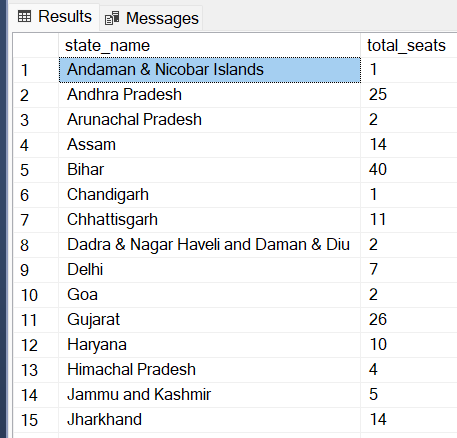 Results Messages
state_name total_seats
1 Andaman & Nicobar Islands 1
2 Andhra Pradesh 25
3 Arunachal Pradesh 2
4 Assam 14
5 Bihar 40
6 Chandigarh 1
7 Chhattisgarh 11
8 Dadra & Nagar Haveli and Daman & Diu 2
9 Delhi 7
10 Goa 2
11 Gujarat 26
12 Haryana 10
13 Himachal Pradesh 4
14 Jammu and Kashmir 5
15 Jharkhand 14